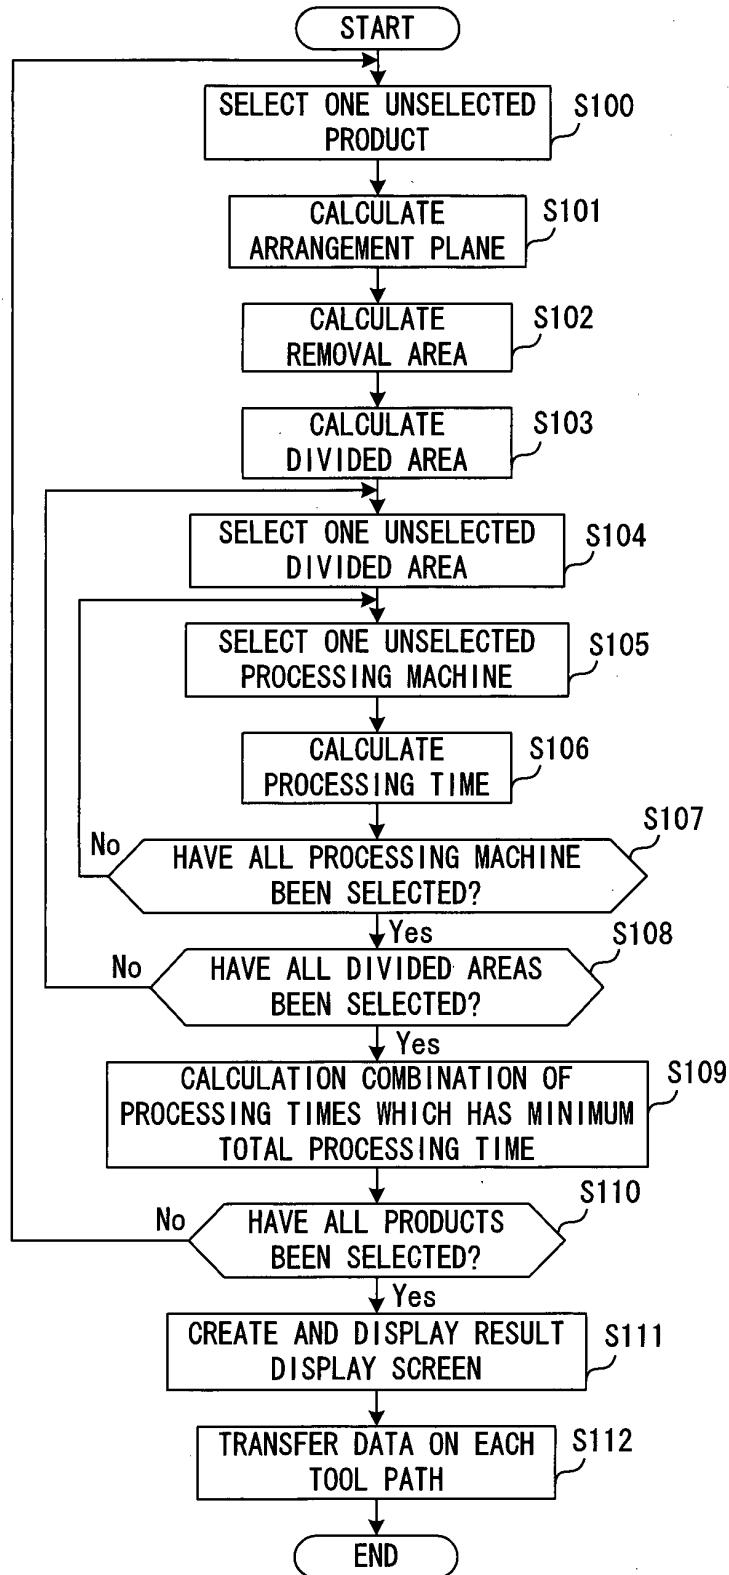 START
SELECT ONE UNSELECTED
PRODUCT
S100
CALCULATE
ARRANGEMENT PLANE
S101
CALCULATE
REMOVAL AREA
S102
CALCULATE
DIVIDED AREA
S103
SELECT ONE UNSELECTED
DIVIDED AREA
S104
SELECT ONE UNSELECTED
PROCESSING MACHINE
S105
CALCULATE
PROCESSING TIME
S106
No
HAVE ALL PROCESSING MACHINE
BEEN SELECTED?
S107
Yes
No
HAVE ALL DIVIDED AREAS
BEEN SELECTED?
S108
Yes
CALCULATION COMBINATION OF
PROCESSING TIMES WHICH HAS MINIMUM
TOTAL PROCESSING TIME
S109
No
HAVE ALL PRODUCTS
BEEN SELECTED?
S110
Yes
CREATE AND DISPLAY RESULT
DISPLAY SCREEN
S111
TRANSFER DATA ON EACH
TOOL PATH
S112
END